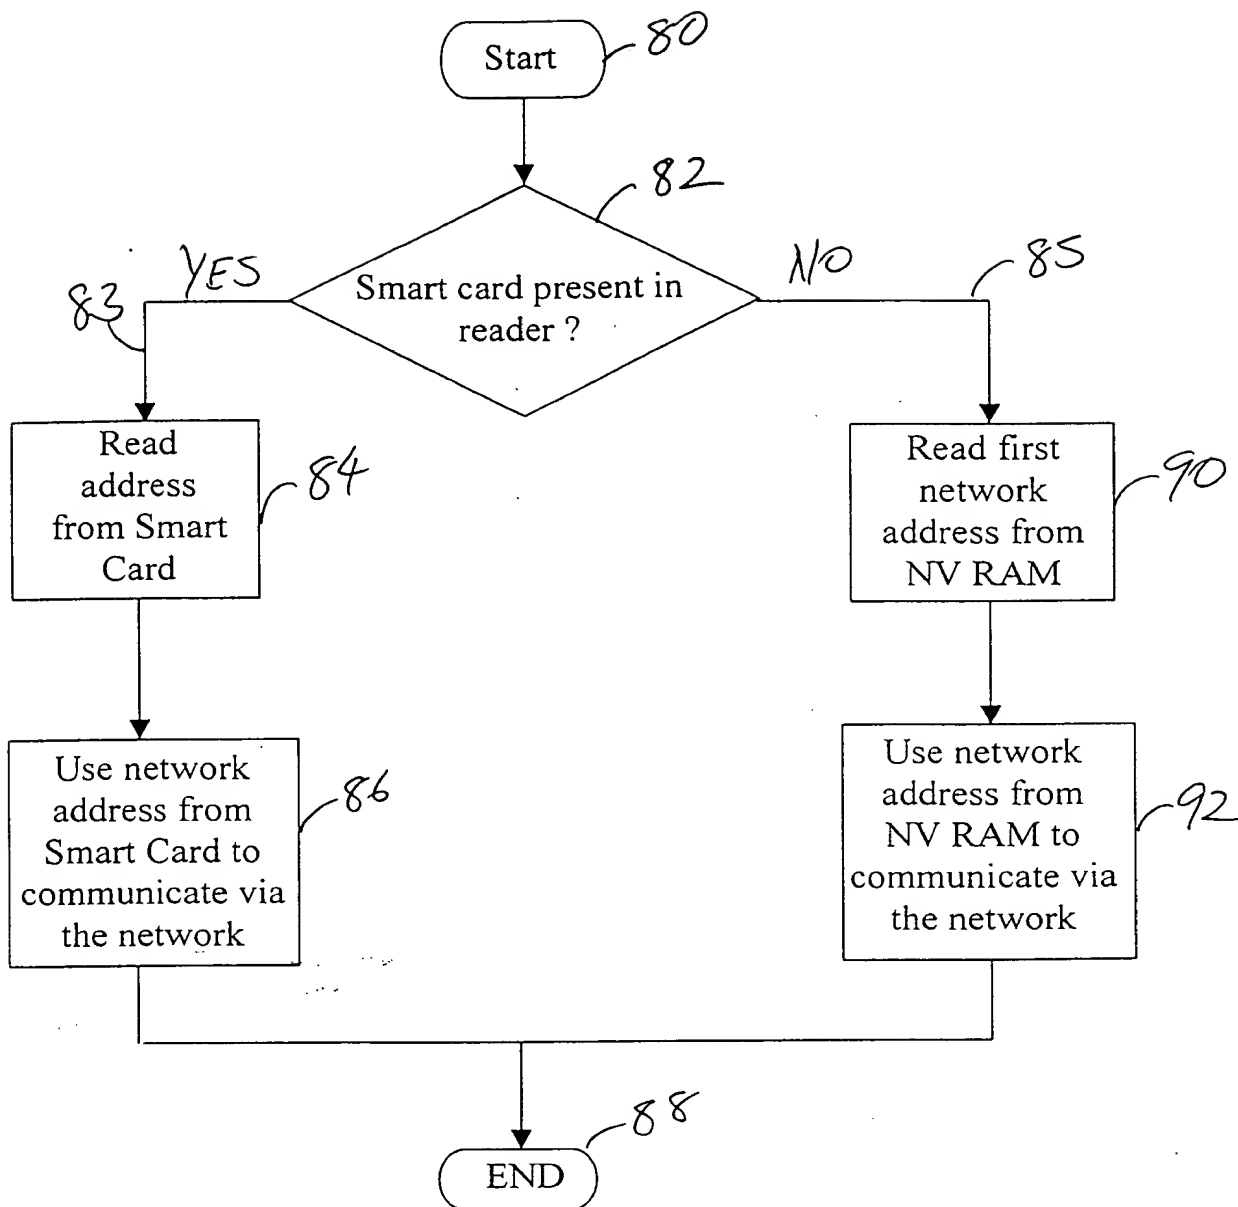 Start
80
82
YES
NO
85
83
Smart card present in
reader ?
Read
address
from Smart
Card
84
Read first
network
address from
NV RAM
90
Use network
address from
Smart Card to
communicate via
the network
86
Use network
address from
NV RAM to
communicate via
the network
92
88
END